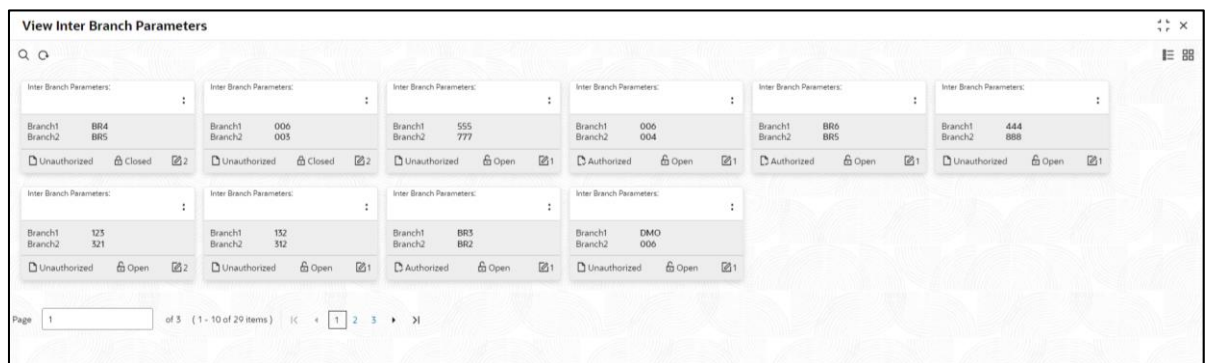 View Inter Branch Parameters
Inter Branch Parameters: Inter Branch Parameters: Inter Branch Parameters: Inter Branch Parameters: Inter Branch Parameters: Inter Branch Parameters:
Branch1 BR4 Branch1 006 Branch1 555 Branch1 006 Branch1 BR6 Branch1 444
Branch2 BR5 Branch2 003 Branch2 777 Branch2 004 Branch2 BR5 Branch2 888
Unauthorized Closed 2 Unauthorized Closed 2 Unauthorized Open 1 Authorized Open 1 Authorized Open 1 Unauthorized Open 1
Inter Branch Parameters: Inter Branch Parameters: Inter Branch Parameters: Inter Branch Parameters:
Branch1 123 Branch1 132 Branch1 BR3 Branch1 DMO
Branch2 321 Branch2 312 Branch2 BR2 Branch2 006
Unauthorized Open 2 Unauthorized Open 1 Authorized Open 1 Unauthorized Open 1
Page 1 of 3 (1 - 10 of 29 items) 1 2 3